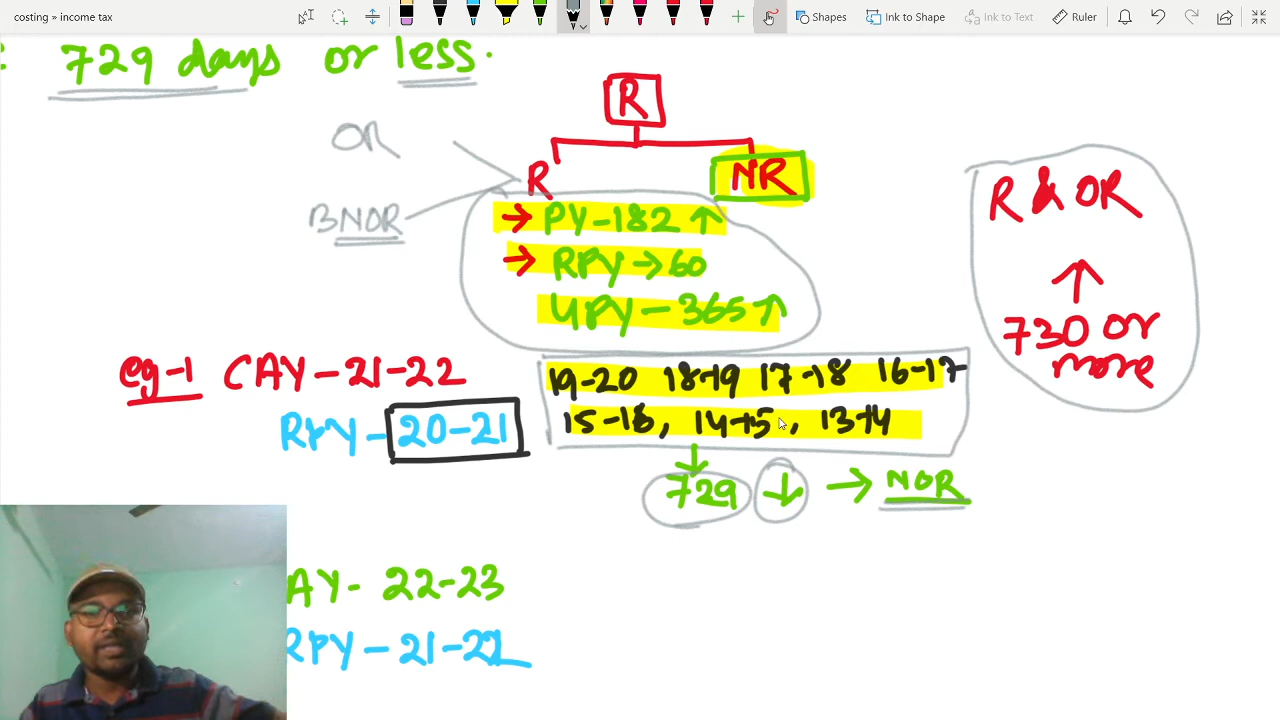 costing » income tax
Shapes
Ink to Shape
Ink to Text
Ruler
: 729 days or less.
R
OR
R
NR
BNOR
→ PY-182 ↑
→ RPY → 60
4PY - 365 ↑
R & OR
↑
730 or
more
eg-1 CAY-21-22
19-20 18-19 17-18 16-17
RPY-20-21
15-16, 14-15, 13-14
↓
729 ↓ → NOR
AY- 22-23
RPY-21-22